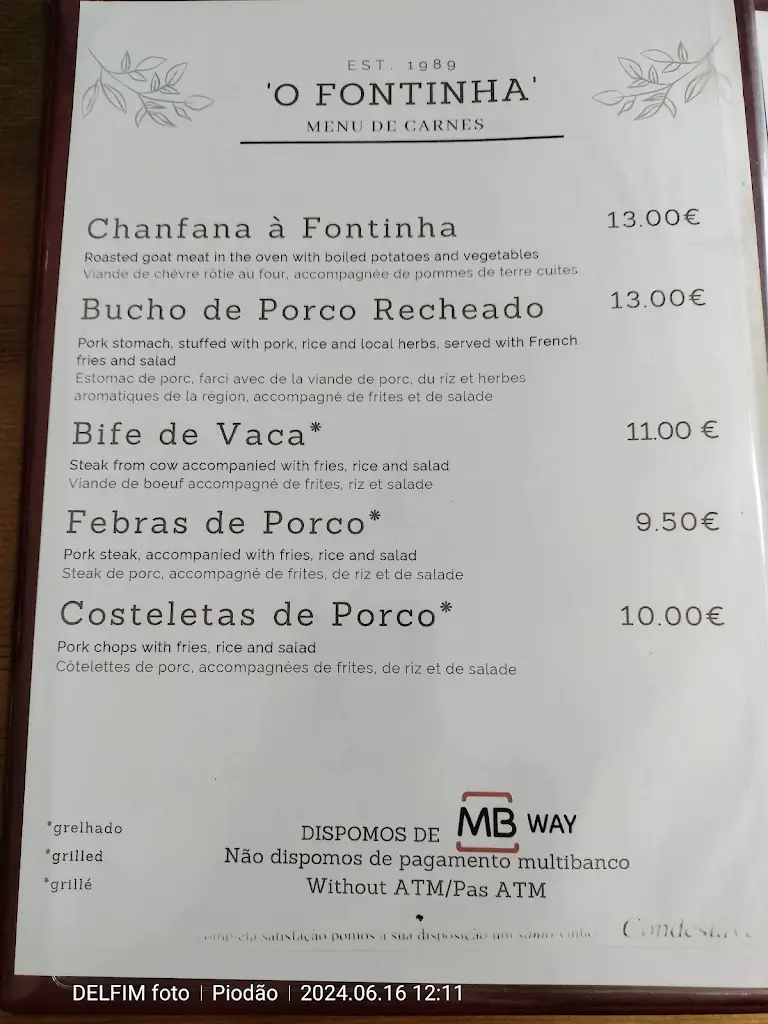 EST. 1989
'O FONTINHA'
MENU DE CARNES
Chanfana à Fontinha 13.00€
Roasted goat meat in the oven with boiled potatoes and vegetables
Viande de chèvre rôtie au four, accompagnée de pommes de terre cuites
Bucho de Porco Recheado 13.00€
Pork stomach, stuffed with pork, rice and local herbs, served with French
fries and salad
Estomac de porc, farci avec de la viande de porc, du riz et herbes
aromatiques de la région, accompagné de frites et de salade
Bife de Vaca* 11.00 €
Steak from cow accompanied with fries, rice and salad
Viande de boeuf accompagné de frites, riz et salade
Febras de Porco* 9.50€
Pork steak, accompanied with fries, rice and salad
Steak de porc, accompagné de frites, de riz et de salade
Costeletas de Porco* 10.00€
Pork chops with fries, rice and salad
Côtelettes de porc, accompagnées de frites, de riz et de salade
*grelhado
*grilled
*grillé
DISPOMOS DE MB WAY
Não dispomos de pagamento multibanco
Without ATM/Pas ATM
satisfação pomos a sua disposição um
DELFIM foto | Piodão | 2024.06.16 12:11